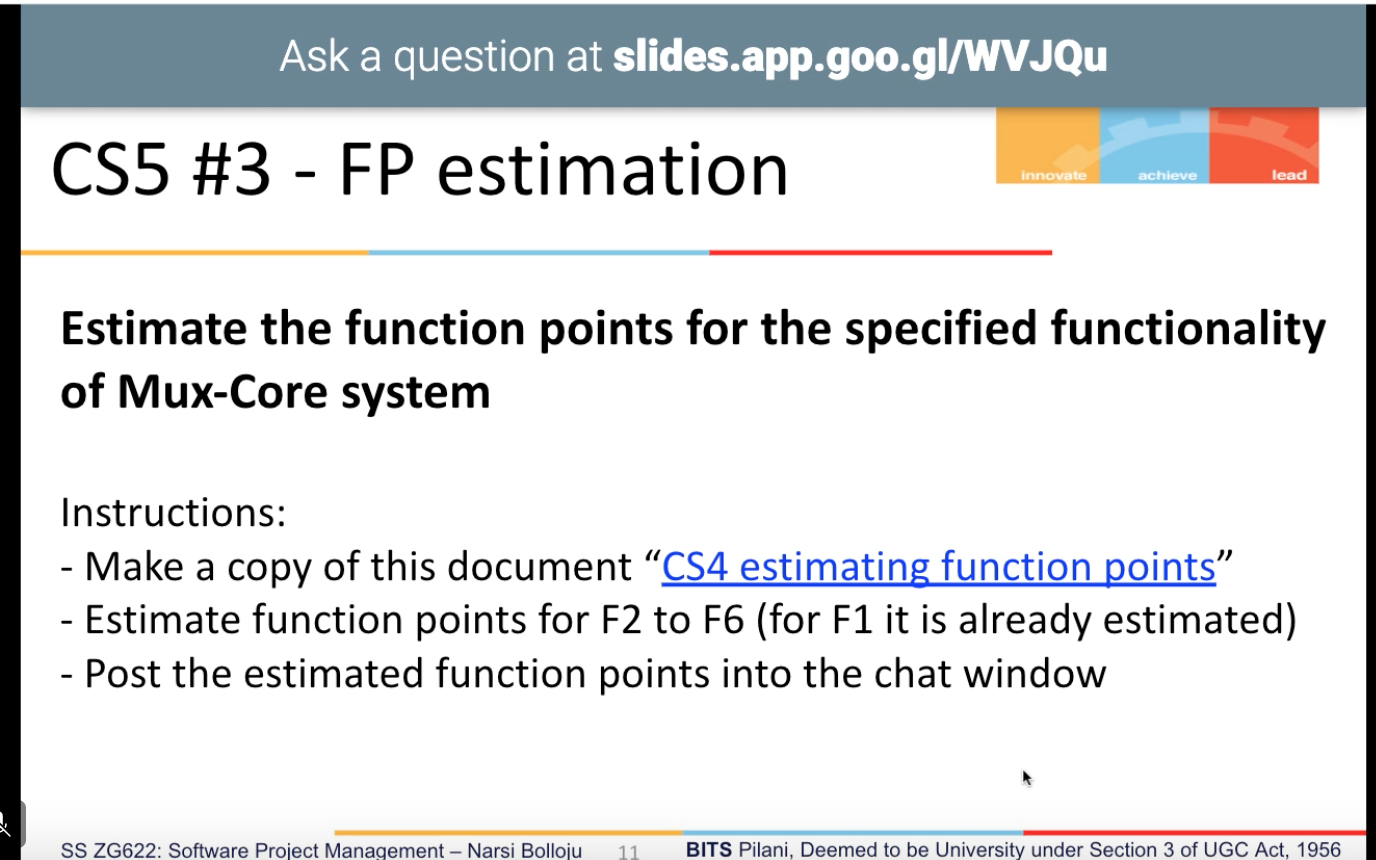 Ask a question at slides.app.goo.gl/WVJQu
CS5 #3 - FP estimation
innovate achieve lead
Estimate the function points for the specified functionality
of Mux-Core system
Instructions:
- Make a copy of this document “CS4 estimating function points”
- Estimate function points for F2 to F6 (for F1 it is already estimated)
- Post the estimated function points into the chat window
SS ZG622: Software Project Management – Narsi Bolloju 11 BITS Pilani, Deemed to be University under Section 3 of UGC Act, 1956